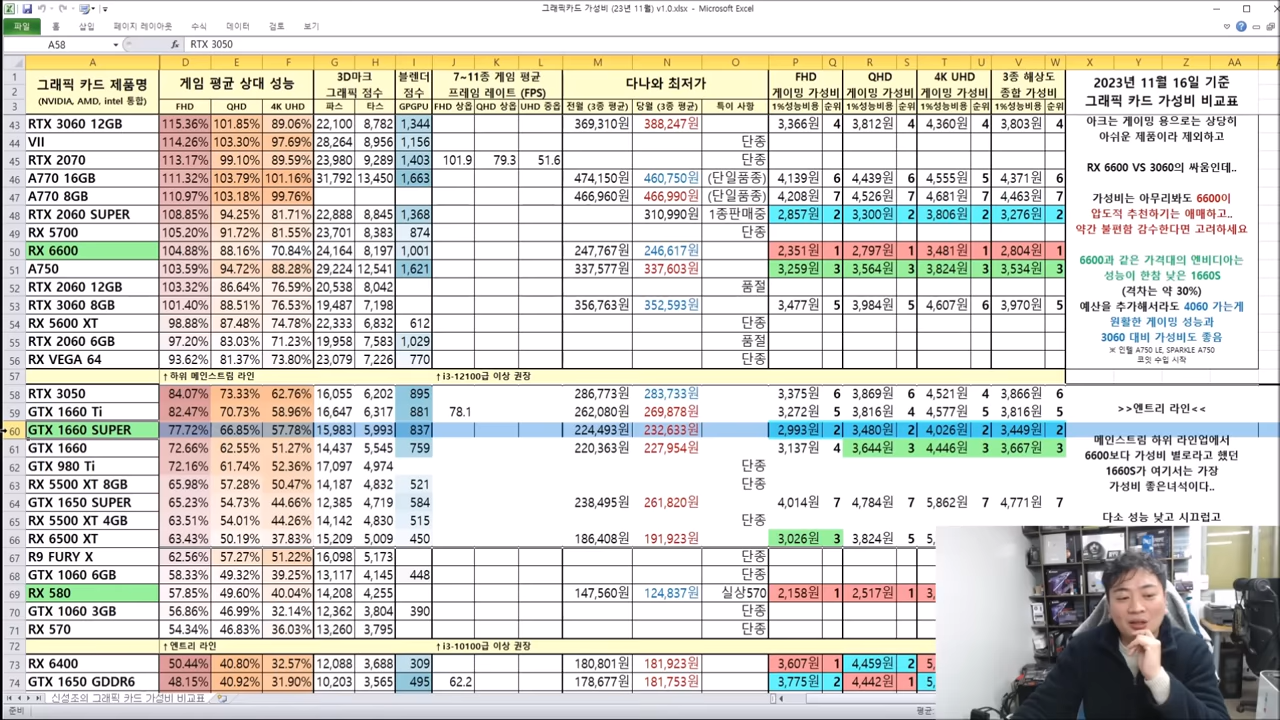 그래픽카드 가성비 (23년 11월) v1.0.xlsx - Microsoft Excel
파일 홈 삽입 페이지 레이아웃 수식 데이터 검토 보기
A58 fx RTX 3050
A D E F G H I J K L M N O P Q R S T U V W X Y Z AA
1 그래픽 카드 제품명 게임 평균 상대 성능 3D마크 블렌더 7~11종 게임 평균 다나와 최저가 FHD QHD 4K UHD 3종 해상도
2 (NVIDIA, AMD, intel 통합) 그래픽 점수 점수 프레임 레이트 (FPS) 게이밍 가성비 게이밍 가성비 게이밍 가성비 종합 가성비
3 FHD QHD 4K UHD 파스 타스 GPGPU FHD 상옵 QHD 상옵 UHD 중옵 전월 (3종 평균) 당월 (3종 평균) 특이 사항 1%성능비용 순위 1%성능비용 순위 1%성능비용 순위 1%성능비용 순위
43 RTX 3060 12GB 115.36% 101.85% 89.06% 22,100 8,782 1,344 369,310원 388,247원 3,366원 4 3,812원 4 4,360원 4 3,803원 4
44 VII 114.26% 103.30% 97.69% 28,264 8,956 1,156 단종
45 RTX 2070 113.17% 99.10% 89.59% 23,980 9,289 1,403 101.9 79.3 51.6 단종
46 A770 16GB 111.32% 103.79% 101.16% 31,792 13,450 1,663 474,150원 460,750원 (단일품종) 4,139원 6 4,439원 6 4,555원 5 4,371원 6
47 A770 8GB 110.97% 103.18% 99.76% 466,960원 466,990원 (단일품종) 4,208원 7 4,526원 7 4,681원 7 4,463원 7
48 RTX 2060 SUPER 108.85% 94.25% 81.71% 22,888 8,845 1,368 310,990원 1종판매중 2,857원 2 3,300원 2 3,806원 2 3,276원 2
49 RX 5700 105.20% 91.72% 81.55% 23,701 8,383 874 단종
50 RX 6600 104.88% 88.16% 70.84% 24,164 8,197 1,001 247,767원 246,617원 2,351원 1 2,797원 1 3,481원 1 2,804원 1
51 A750 103.59% 94.72% 88.28% 29,224 12,541 1,621 337,577원 337,603원 3,259원 3 3,564원 3 3,824원 3 3,534원 3
52 RTX 2060 12GB 103.32% 86.64% 76.59% 20,538 8,042 품절
53 RTX 3060 8GB 101.40% 88.51% 76.53% 19,487 7,198 356,763원 352,593원 3,477원 5 3,984원 5 4,607원 6 3,970원 5
54 RX 5600 XT 98.88% 87.48% 74.78% 22,333 6,832 612 단종
55 RTX 2060 6GB 97.20% 83.03% 71.23% 19,958 7,583 1,029 품절
56 RX VEGA 64 93.62% 81.37% 73.80% 23,079 7,226 770 단종
57 ↑ 하위 메인스트림 라인 ↑ i3-12100급 이상 권장
58 RTX 3050 84.07% 73.33% 62.76% 16,055 6,202 895 286,773원 283,733원 3,375원 6 3,869원 6 4,521원 4 3,866원 6
59 GTX 1660 Ti 82.47% 70.73% 58.96% 16,647 6,317 881 78.1 262,080원 269,878원 3,272원 5 3,816원 4 4,577원 5 3,816원 5
60 GTX 1660 SUPER 77.72% 66.85% 57.78% 15,983 5,993 837 224,493원 232,633원 2,993원 2 3,480원 2 4,026원 2 3,449원 2
61 GTX 1660 72.66% 62.55% 51.27% 14,437 5,545 759 220,363원 227,954원 3,137원 4 3,644원 3 4,446원 3 3,667원 3
62 GTX 980 Ti 72.16% 61.74% 52.36% 17,097 4,974 단종
63 RX 5500 XT 8GB 65.98% 57.28% 50.47% 14,187 4,832 521 단종
64 GTX 1650 SUPER 65.23% 54.73% 44.66% 12,385 4,719 584 238,495원 261,820원 4,014원 7 4,784원 7 5,862원 7 4,771원 7
65 RX 5500 XT 4GB 63.51% 54.01% 44.26% 14,142 4,830 515 단종
66 RX 6500 XT 63.43% 50.19% 37.83% 15,209 5,009 450 186,408원 191,923원 3,026원 3 3,824원 5
67 R9 FURY X 62.56% 57.27% 51.22% 16,098 5,173 단종
68 GTX 1060 6GB 58.33% 49.32% 39.25% 13,117 4,145 448 단종
69 RX 580 57.85% 49.60% 40.04% 14,208 4,255 147,560원 124,837원 실상570 2,158원 1 2,517원 1
70 GTX 1060 3GB 56.86% 46.99% 32.14% 12,362 3,804 390 단종
71 RX 570 54.34% 46.83% 36.03% 13,260 3,795 단종
72 ↑ 엔트리 라인 ↑ i3-10100급 이상 권장
73 RX 6400 50.44% 40.80% 32.57% 12,088 3,688 309 180,801원 181,923원 3,607원 1 4,459원 2
74 GTX 1650 GDDR6 48.15% 40.92% 31.90% 10,203 3,565 495 62.2 178,677원 181,753원 3,775원 2 4,442원 1
2023년 11월 16일 기준
그래픽 카드 가성비 비교표
아크는 게이밍 용으로는 상당히
아쉬운 제품이라 제외하고
RX 6600 VS 3060의 싸움인데..
가성비는 아무리봐도 6600이
압도적 추천하기는 애매하고..
약간 불편함 감수한다면 고려하세요
6600과 같은 가격대의 엔비디아는
성능이 한참 낮은 1660S
(격차는 약 30%)
예산을 추가해서라도 4060 가는게
원활한 게이밍 성능과
3060 대비 가성비도 좋음
※ 인텔 A750 LE, SPARKLE A750
코잇 수입 시작
>>엔트리 라인<<
메인스트림 하위 라인업에서
6600보다 가성비 별로라고 했던
1660S가 여기서는 가장
가성비 좋은녀석이다..
다소 성능 낮고 시끄럽고
신성조의 그래픽 카드 가성비 비교표
준비 평균: